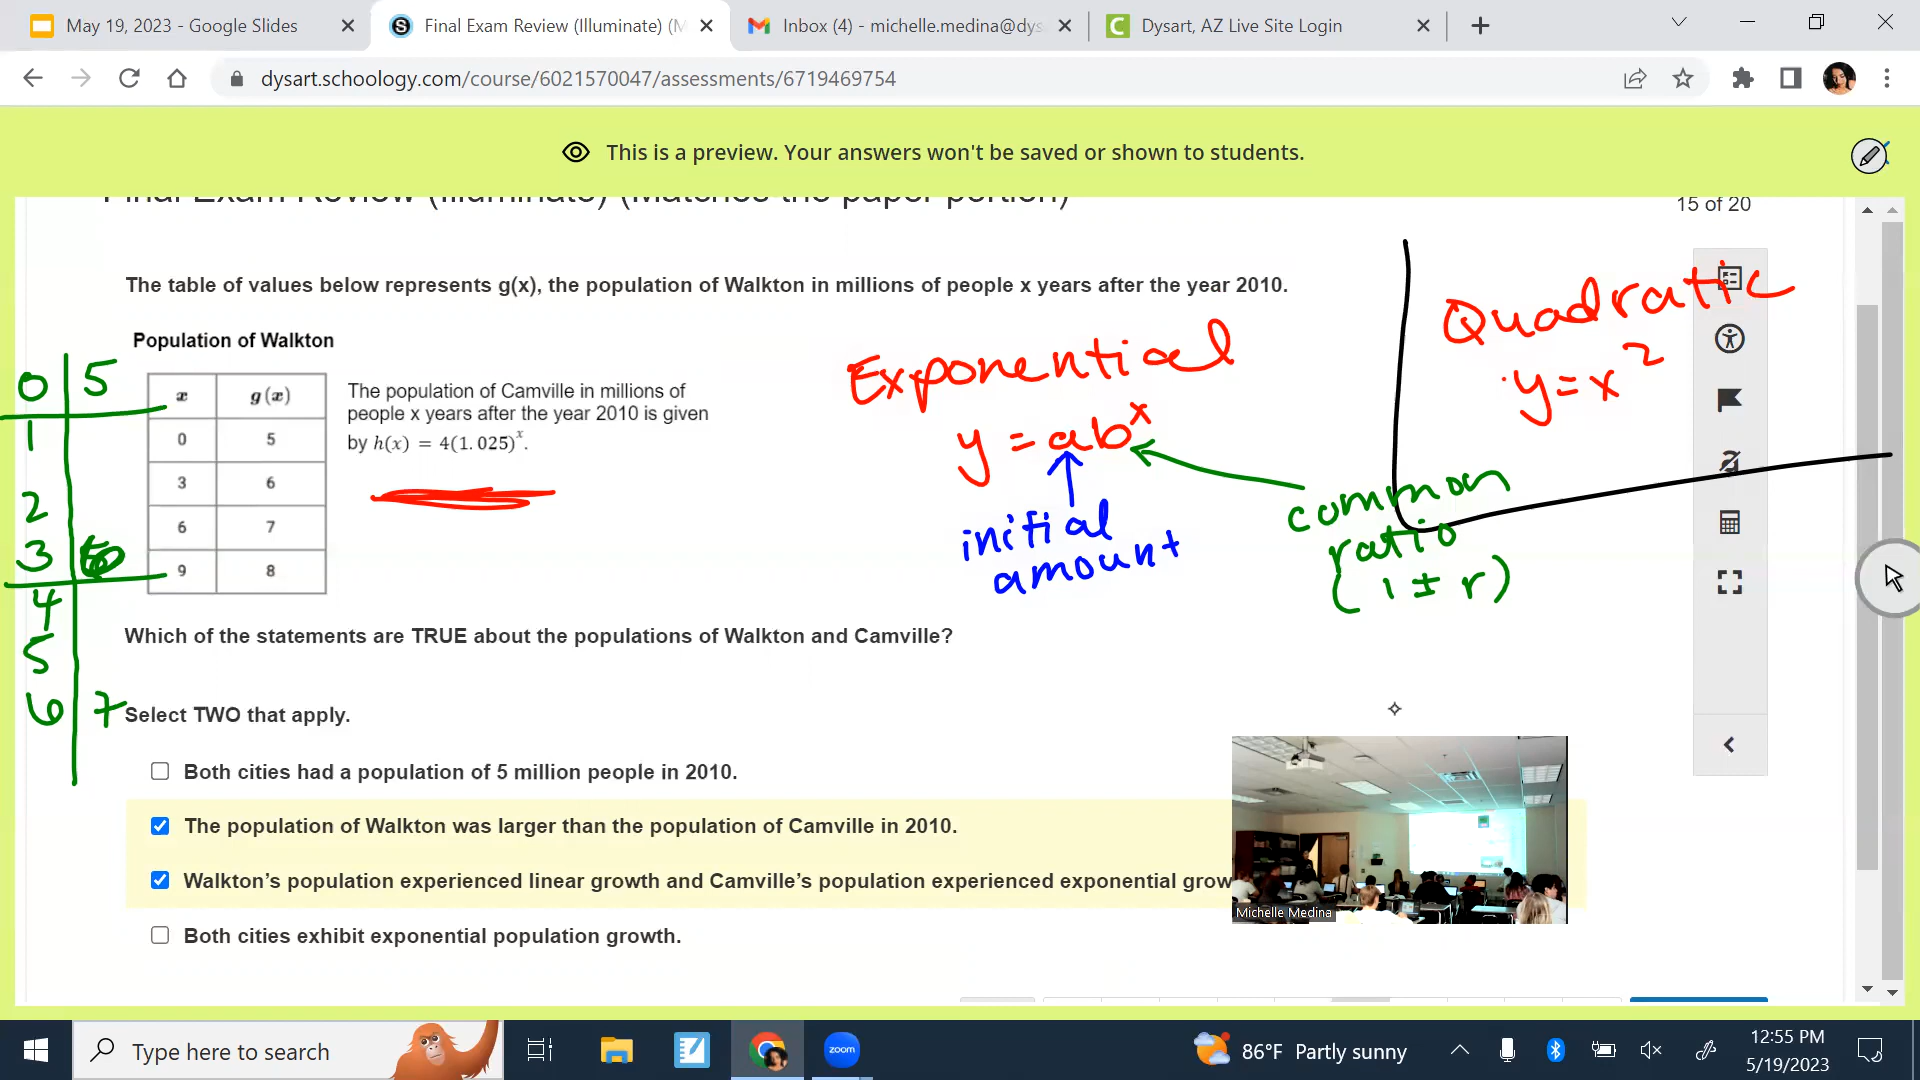 May 19, 2023 - Google Slides
Final Exam Review (Illuminate) (M
Inbox (4) - michelle.medina@dys
Dysart, AZ Live Site Login
dysart.schoology.com/course/6021570047/assessments/6719469754
This is a preview. Your answers won't be saved or shown to students.
Final Exam Review (Illuminate) (Matches the paper portion)
15 of 20
The table of values below represents g(x), the population of Walkton in millions of people x years after the year 2010.
Population of Walkton
x g(x)
0 5
3 6
6 7
9 8
The population of Camville in millions of
people x years after the year 2010 is given
by h(x) = 4(1.025)^x.
0 5
1
2
3
4
5
6 7
Exponential
y = ab^x
initial
amount
common
ratio
(1 ± r)
Quadratic
y = x^2
Which of the statements are TRUE about the populations of Walkton and Camville?
Select TWO that apply.
Both cities had a population of 5 million people in 2010.
The population of Walkton was larger than the population of Camville in 2010.
Walkton’s population experienced linear growth and Camville’s population experienced exponential grow
Both cities exhibit exponential population growth.
Michelle Medina
Type here to search
zoom
86°F Partly sunny
12:55 PM
5/19/2023